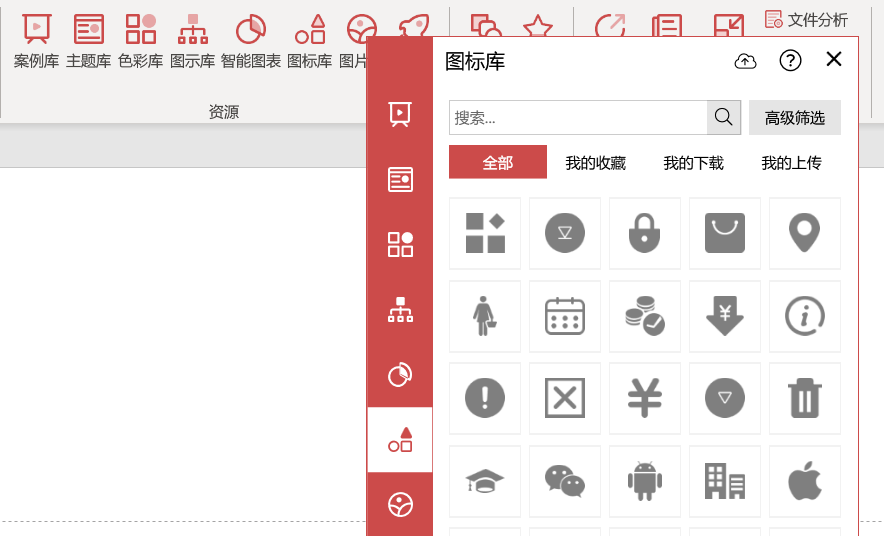 文件分析
案例库 主题库 色彩库 图示库 智能图表 图标库 图片
资源
图标库
搜索... 高级筛选
全部 我的收藏 我的下载 我的上传